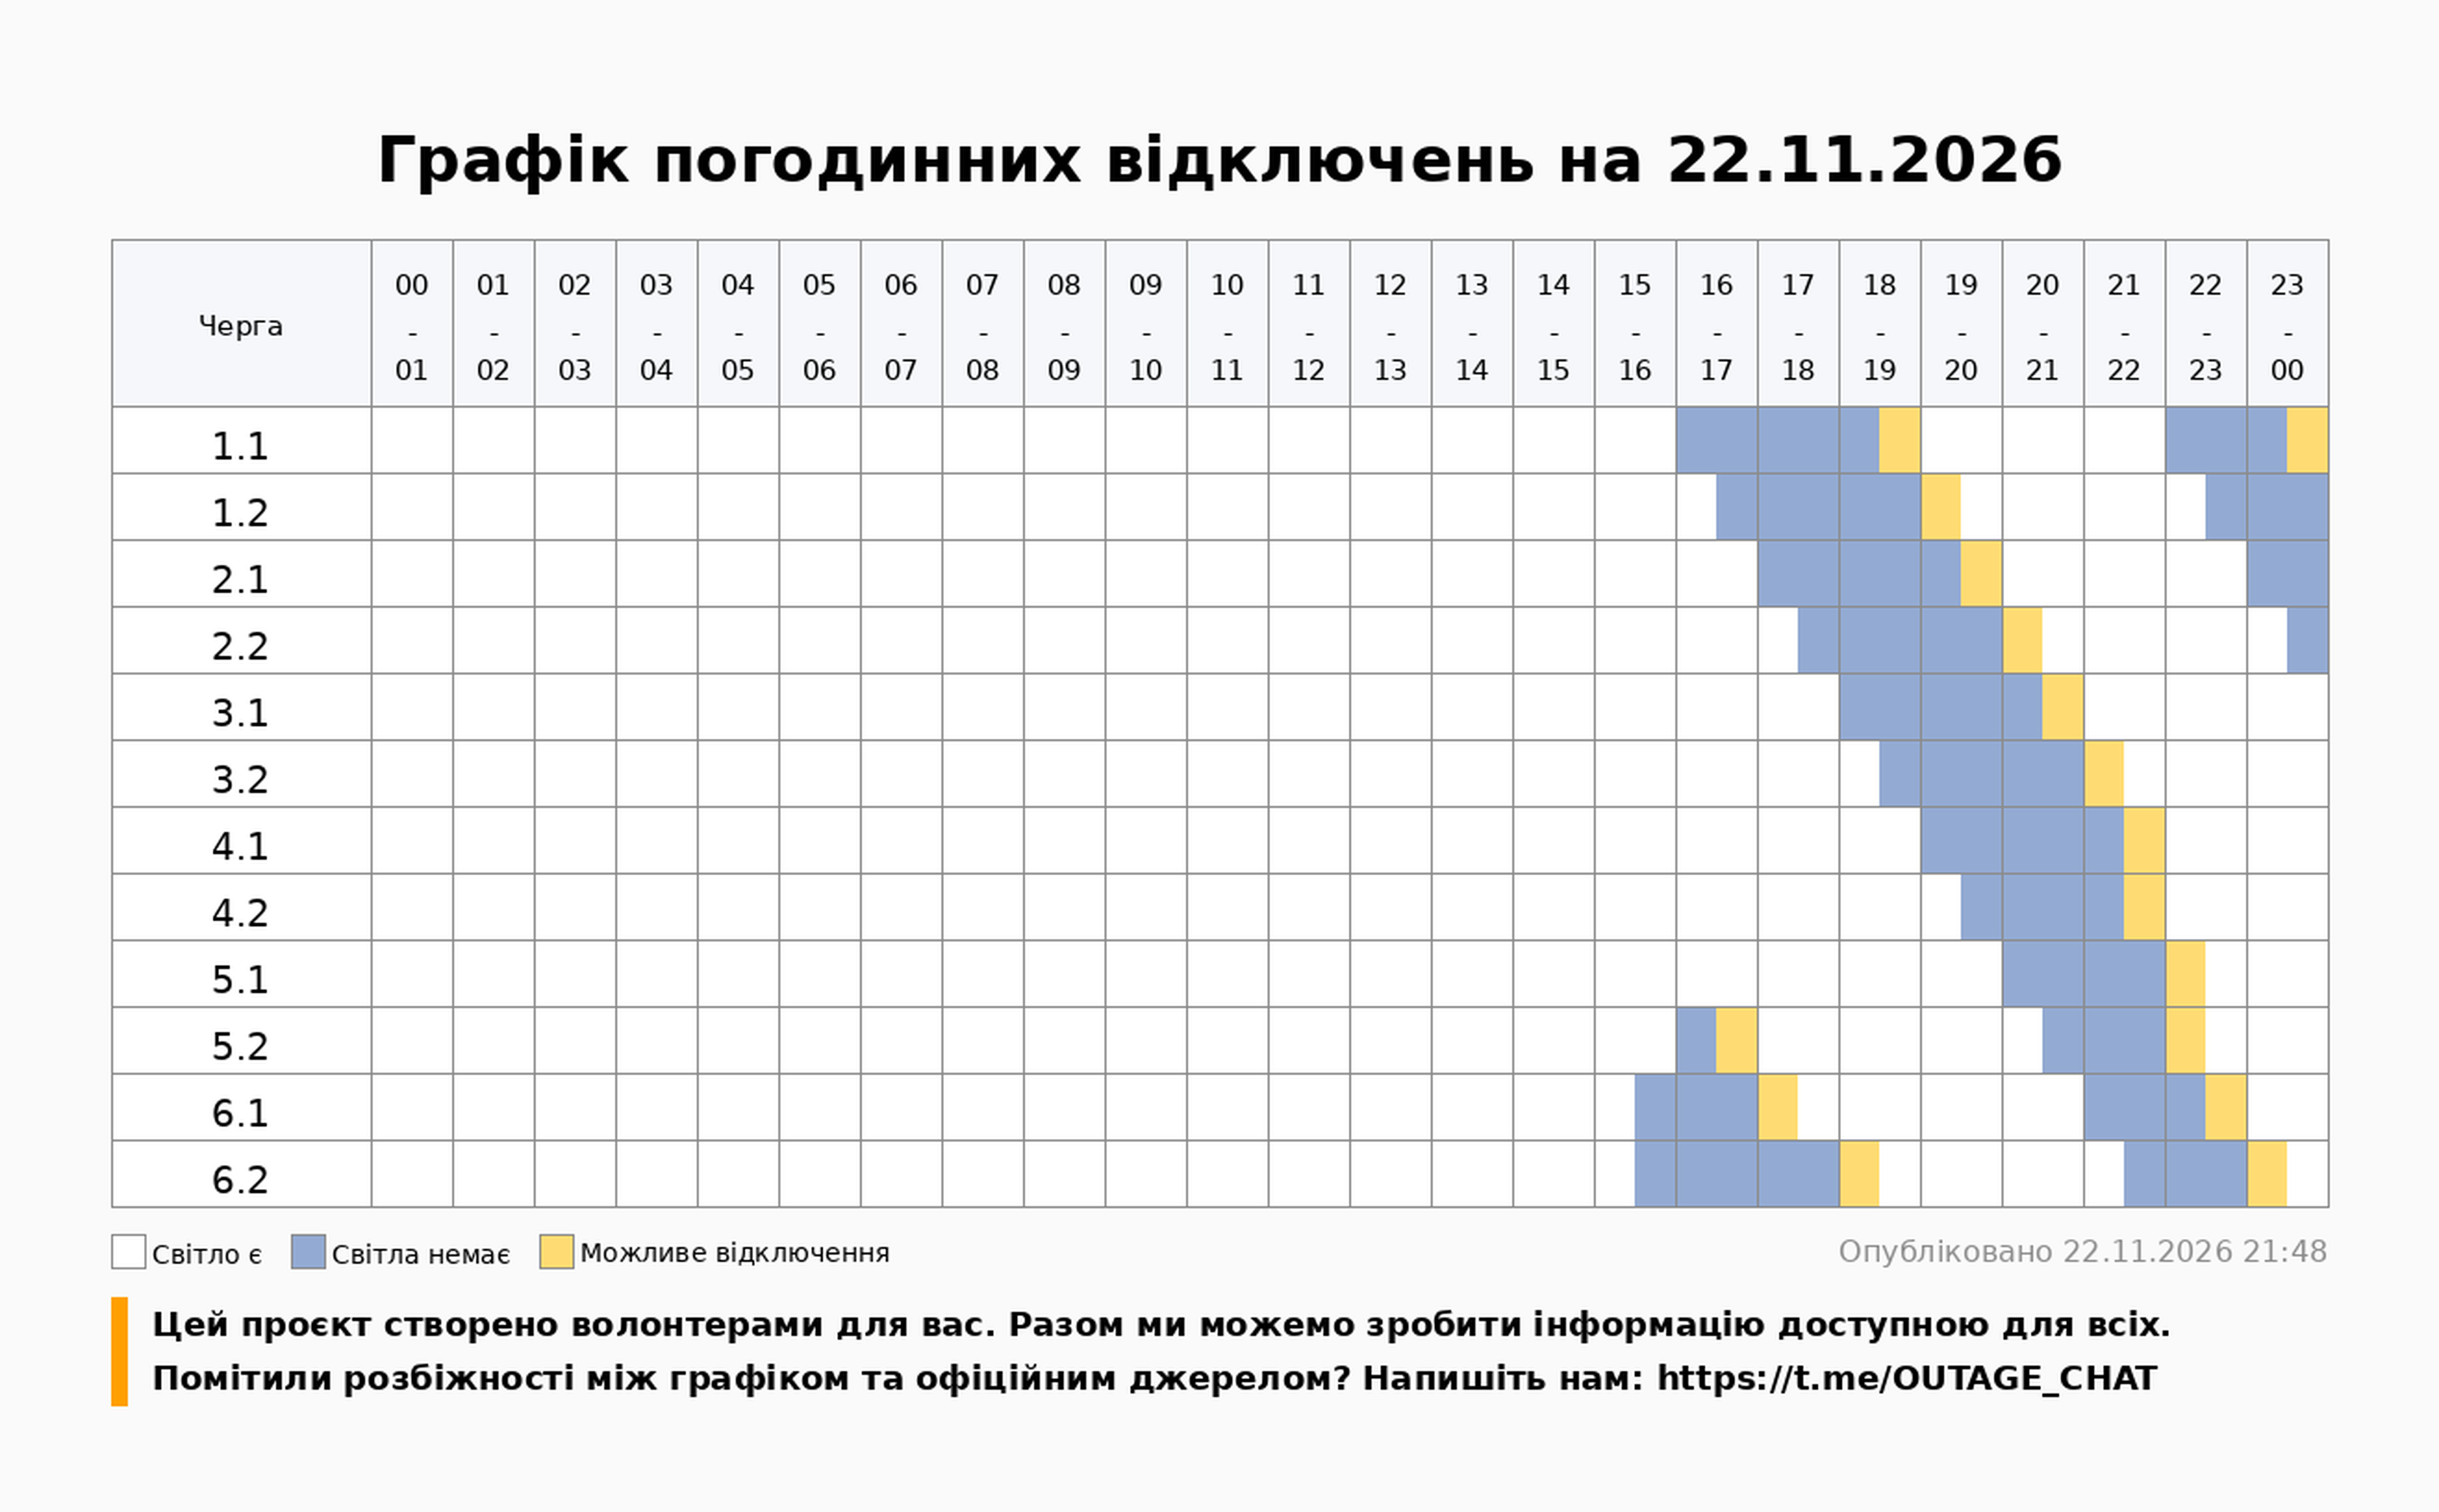 Графік погодинних відключень на 22.11.2026
Черга 00 - 01 01 - 02 02 - 03 03 - 04 04 - 05 05 - 06 06 - 07 07 - 08 08 - 09 09 - 10 10 - 11 11 - 12 12 - 13 13 - 14 14 - 15 15 - 16 16 - 17 17 - 18 18 - 19 19 - 20 20 - 21 21 - 22 22 - 23 23 - 00
1.1
1.2
2.1
2.2
3.1
3.2
4.1
4.2
5.1
5.2
6.1
6.2
Світло є Світла немає Можливе відключення Опубліковано 22.11.2026 21:48
Цей проєкт створено волонтерами для вас. Разом ми можемо зробити інформацію доступною для всіх.
Помітили розбіжності між графіком та офіційним джерелом? Напишіть нам: https://t.me/OUTAGE_CHAT